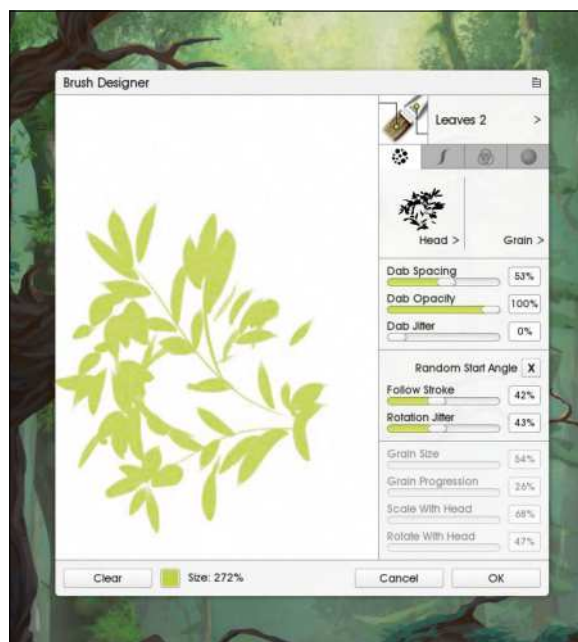 Brush Designer
Leaves 2 >
Head >
Grain >
Dab Spacing 53%
Dab Opacity 100%
Dab Jitter 0%
Random Start Angle X
Follow Stroke 42%
Rotation Jitter 43%
Grain Size 54%
Grain Progression 26%
Scale With Head 68%
Rotate With Head 47%
Clear
Size: 272%
Cancel
OK